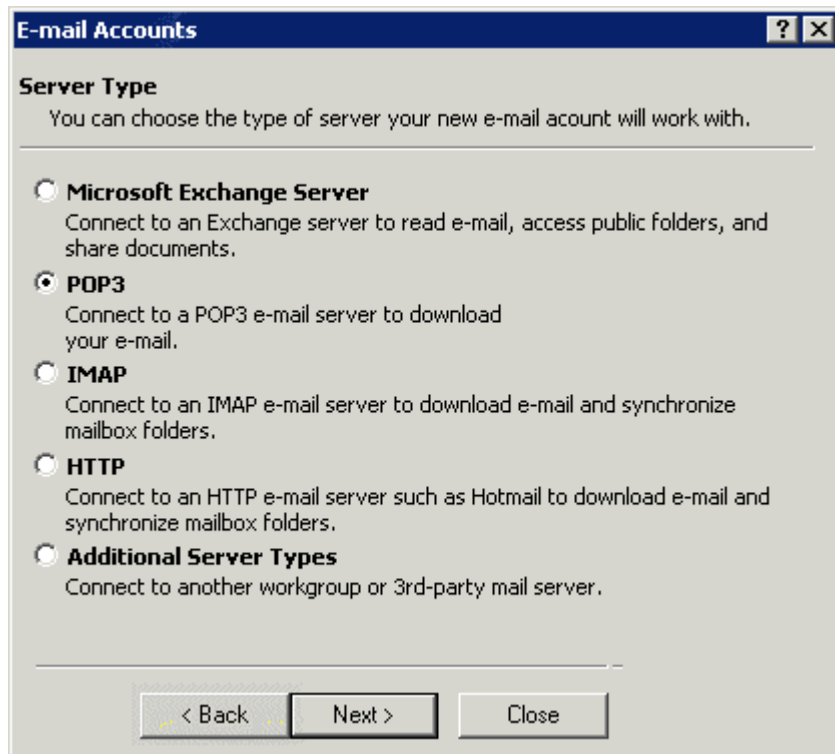 E-mail Accounts
Server Type
You can choose the type of server your new e-mail acount will work with.
Microsoft Exchange Server
Connect to an Exchange server to read e-mail, access public folders, and
share documents.
POP3
Connect to a POP3 e-mail server to download
your e-mail.
IMAP
Connect to an IMAP e-mail server to download e-mail and synchronize
mailbox folders.
HTTP
Connect to an HTTP e-mail server such as Hotmail to download e-mail and
synchronize mailbox folders.
Additional Server Types
Connect to another workgroup or 3rd-party mail server.
< Back Next > Close